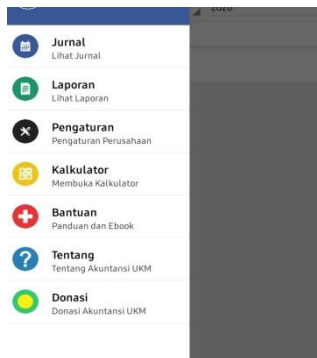 2020
Jurnal
Lihat Jurnal
Laporan
Lihat Laporan
Pengaturan
Pengaturan Perusahaan
Kalkulator
Membuka Kalkulator
Bantuan
Panduan dan Ebook
Tentang
Tentang Akuntansi UKM
Donasi
Donasi Akuntansi UKM